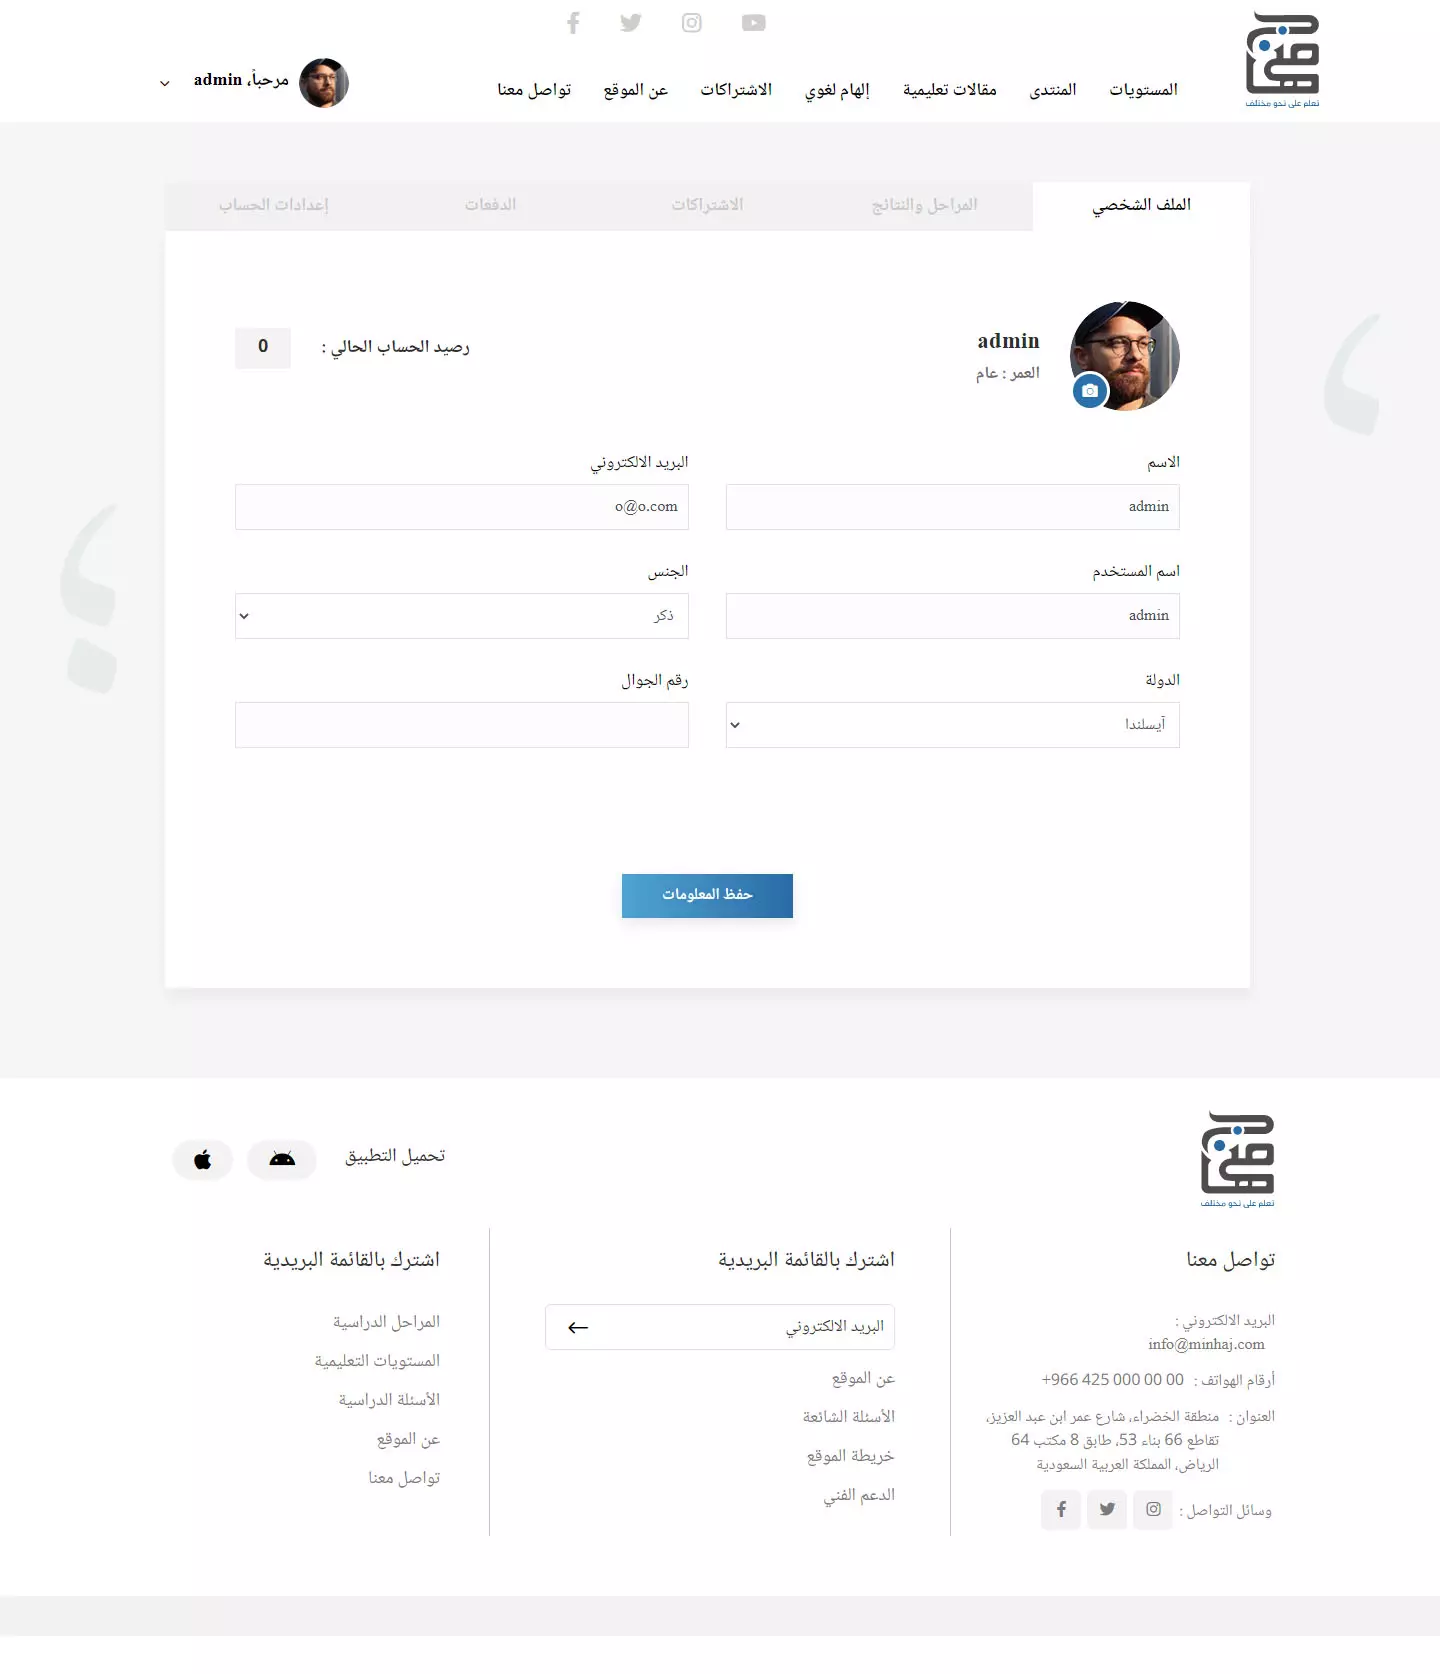 منهاج
تعلم على نحو مختلف
المستويات
المنتدى
مقالات تعليمية
إلهام لغوي
الاشتراكات
عن الموقع
تواصل معنا
مرحباً، admin
الملف الشخصي
المراحل والنتائج
الاشتراكات
الدفعات
إعدادات الحساب
admin
العمر : عام
رصيد الحساب الحالي :
0
الاسم
admin
البريد الالكتروني
o@o.com
اسم المستخدم
admin
الجنس
ذكر
الدولة
آيسلندا
رقم الجوال
حفظ المعلومات
منهاج
تعلم على نحو مختلف
تحميل التطبيق
تواصل معنا
البريد الالكتروني :
info@minhaj.com
أرقام الهواتف : +966 425 000 00 00
العنوان : منطقة الخضراء، شارع عمر ابن عبد العزيز،
تقاطع 66 بناء 53، طابق 8 مكتب 64
الرياض، المملكة العربية السعودية
وسائل التواصل :
اشترك بالقائمة البريدية
البريد الالكتروني
عن الموقع
الأسئلة الشائعة
خريطة الموقع
الدعم الفني
اشترك بالقائمة البريدية
المراحل الدراسية
المستويات التعليمية
الأسئلة الدراسية
عن الموقع
تواصل معنا